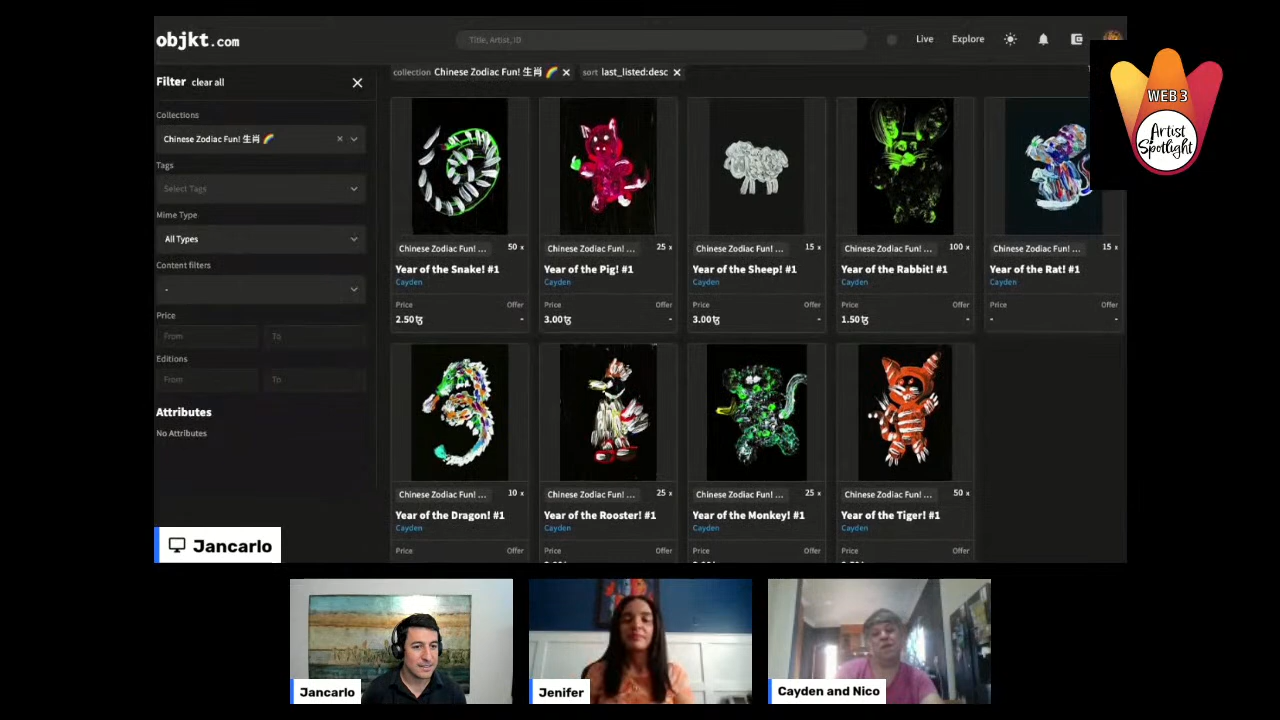 objkt.com
Title, Artist, ID
Live
Explore
Filter clear all
collection Chinese Zodiac Fun! 生肖 🌈
sort last_listed:desc
Collections
Chinese Zodiac Fun! 生肖 🌈
Tags
Select Tags
Mime Type
All Types
Content filters
-
Price
From
To
Editions
From
To
Attributes
No Attributes
Chinese Zodiac Fun! ...
50 x
Year of the Snake! #1
Cayden
Price
Offer
2.50ꜩ
-
Chinese Zodiac Fun! ...
25 x
Year of the Pig! #1
Cayden
Price
Offer
3.00ꜩ
-
Chinese Zodiac Fun! ...
15 x
Year of the Sheep! #1
Cayden
Price
Offer
3.00ꜩ
-
Chinese Zodiac Fun! ...
100 x
Year of the Rabbit! #1
Cayden
Price
Offer
1.50ꜩ
-
Chinese Zodiac Fun! ...
15 x
Year of the Rat! #1
Cayden
Price
Offer
-
-
Chinese Zodiac Fun! ...
10 x
Year of the Dragon! #1
Cayden
Price
Offer
Chinese Zodiac Fun! ...
25 x
Year of the Rooster! #1
Cayden
Price
Offer
Chinese Zodiac Fun! ...
25 x
Year of the Monkey! #1
Cayden
Price
Offer
Chinese Zodiac Fun! ...
50 x
Year of the Tiger! #1
Cayden
Price
Offer
WEB3
Artist
Spotlight
Jancarlo
Jancarlo
Jenifer
Cayden and Nico